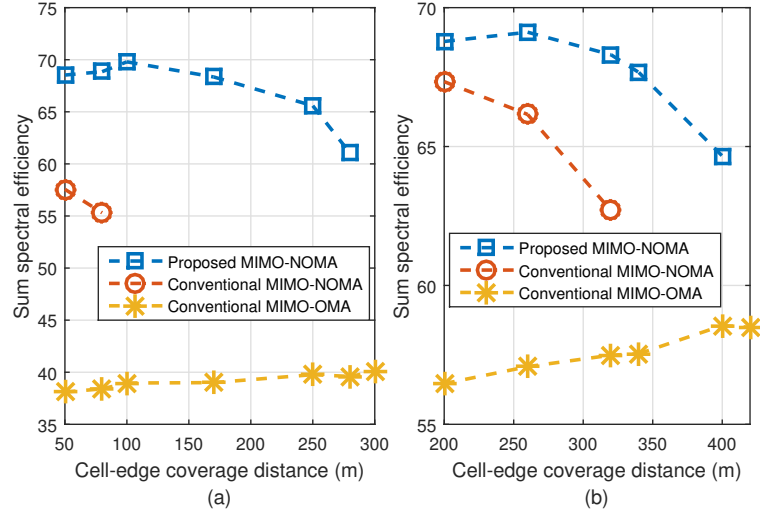 75
70
65
60
55
50
45
40
35
Sum spectral efficiency
Proposed MIMO-NOMA
Conventional MIMO-NOMA
Conventional MIMO-OMA
50 100 150 200 250 300
Cell-edge coverage distance (m)
(a)
70
65
60
55
Sum spectral efficiency
Proposed MIMO-NOMA
Conventional MIMO-NOMA
Conventional MIMO-OMA
200 250 300 350 400
Cell-edge coverage distance (m)
(b)